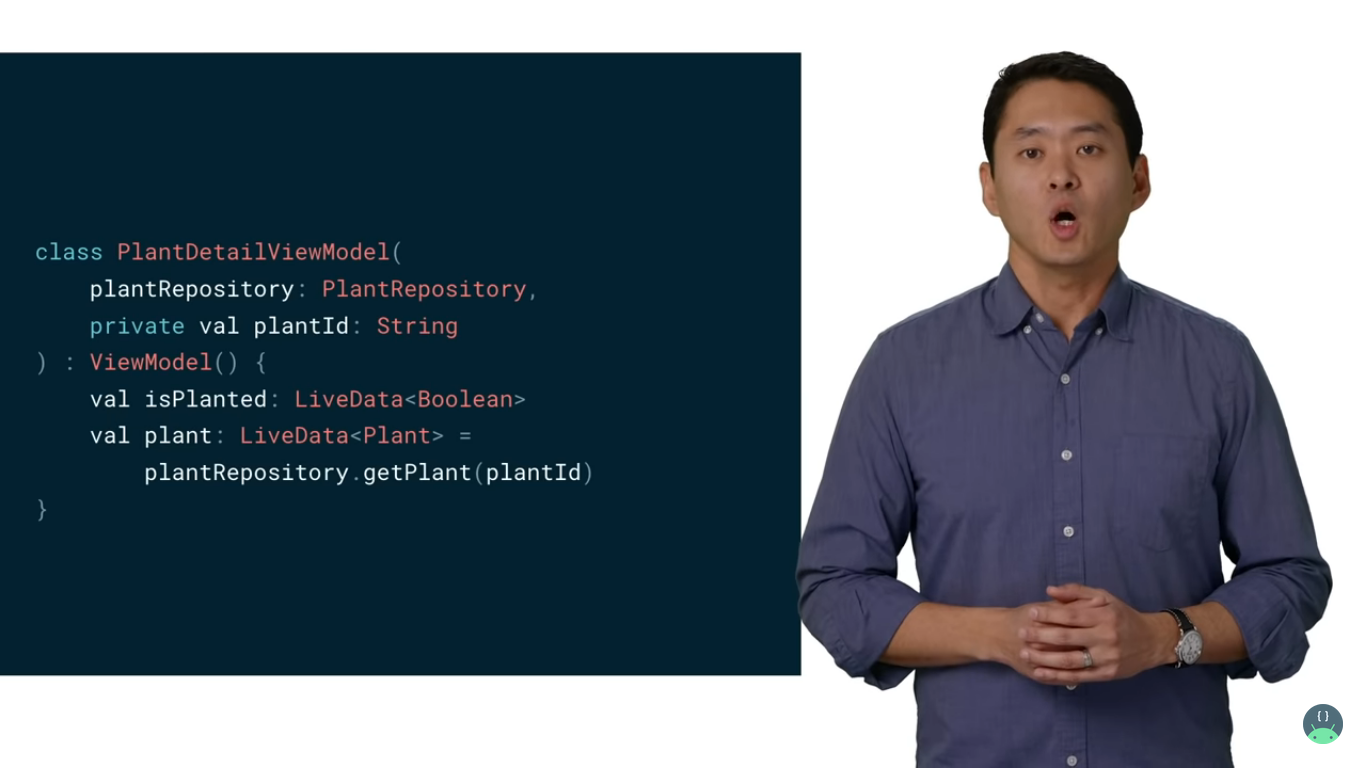 class PlantDetailViewModel(
    plantRepository: PlantRepository,
    private val plantId: String
) : ViewModel() {
    val isPlanted: LiveData<Boolean>
    val plant: LiveData<Plant> =
        plantRepository.getPlant(plantId)
}
{}